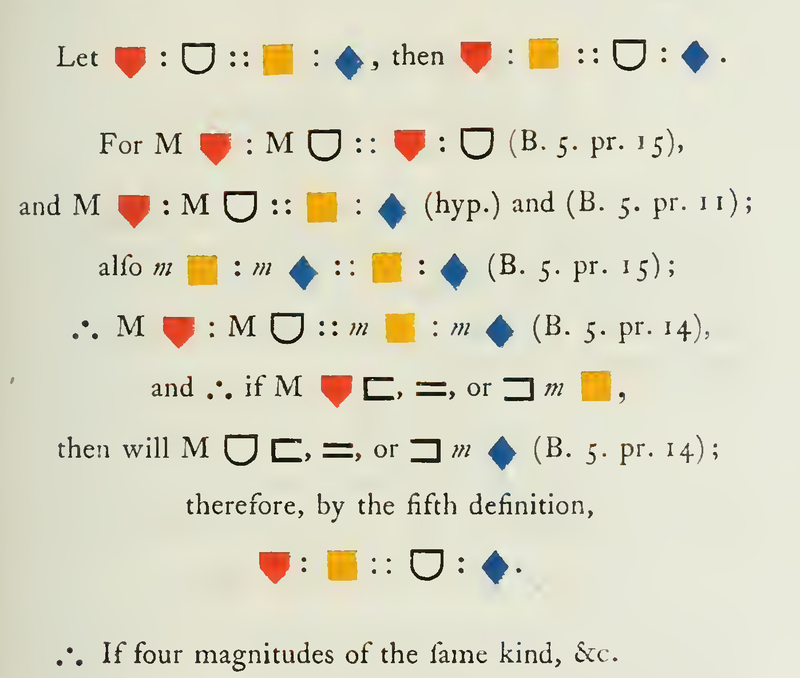 Let : :: : , then : :: : .
For M : M :: : (B. 5. pr. 15),
and M : M :: : (hyp.) and (B. 5. pr. 11);
alſo m : m :: : (B. 5. pr. 15);
∴ M : M :: m : m (B. 5. pr. 14),
and ∴ if M ⊏, =, or ⊐ m ,
then will M ⊏, =, or ⊐ m (B. 5. pr. 14);
therefore, by the fifth definition,
: :: : .
∴ If four magnitudes of the ſame kind, &c.